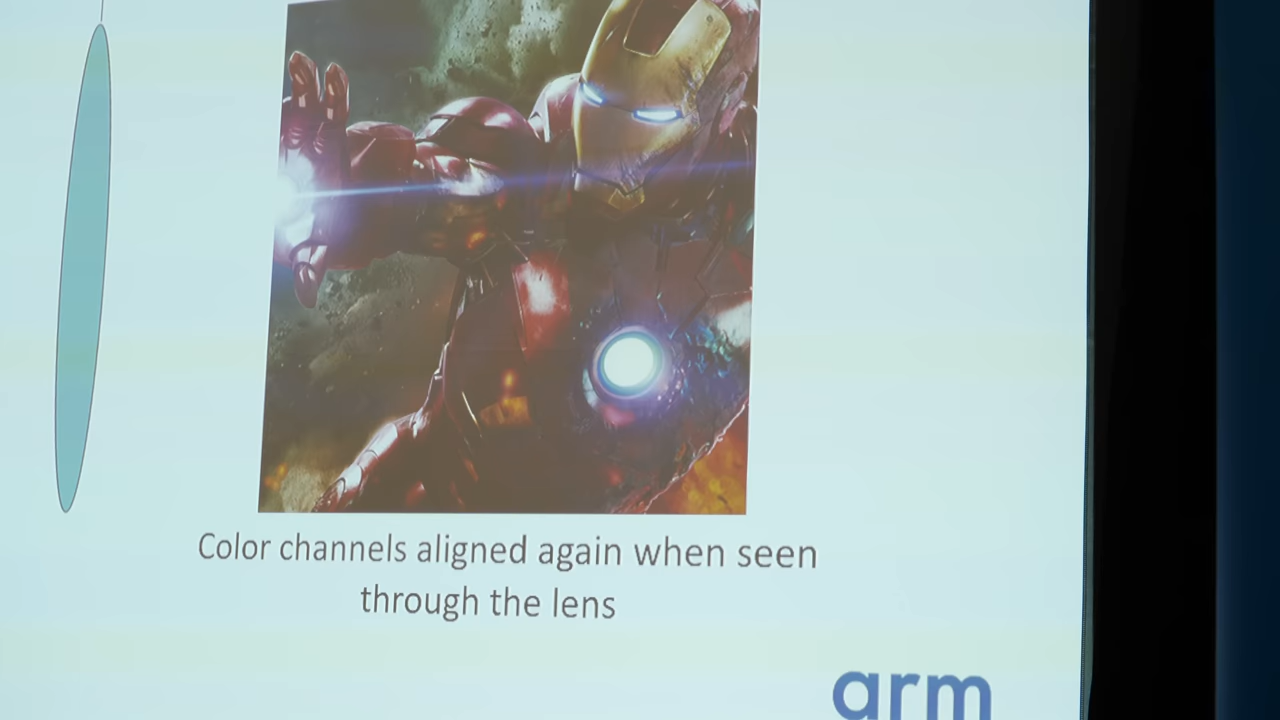 Color channels aligned again when seen
through the lens
arm